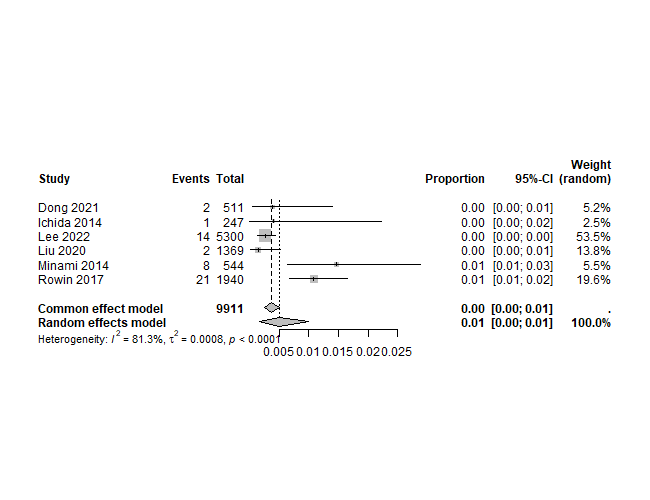 Weight
Study Events Total Proportion 95%-CI (random)
Dong 2021 2 511 0.00 [0.00; 0.01] 5.2%
Ichida 2014 1 247 0.00 [0.00; 0.02] 2.5%
Lee 2022 14 5300 0.00 [0.00; 0.00] 53.5%
Liu 2020 2 1369 0.00 [0.00; 0.01] 13.8%
Minami 2014 8 544 0.01 [0.01; 0.03] 5.5%
Rowin 2017 21 1940 0.01 [0.01; 0.02] 19.6%
Common effect model 9911 0.00 [0.00; 0.01] .
Random effects model 0.01 [0.00; 0.01] 100.0%
Heterogeneity: I² = 81.3%, τ² = 0.0008, p < 0.0001
0.005 0.01 0.015 0.02 0.025